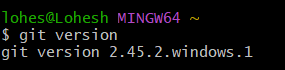 lohes@Lohesh MINGW64 ~
$ git version
git version 2.45.2.windows.1